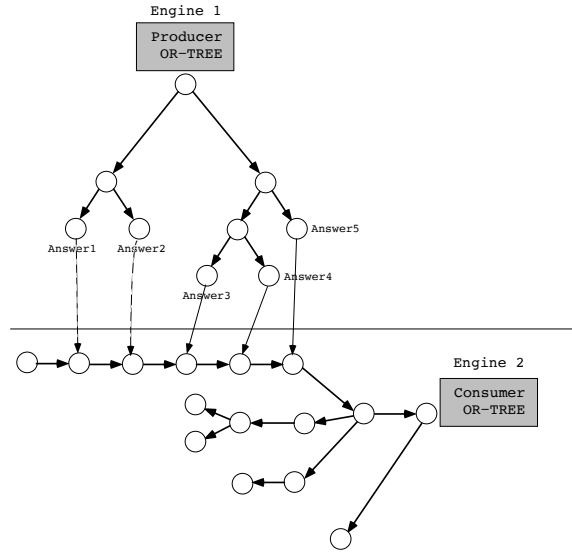 Engine 1
Producer
OR-TREE
Answer1
Answer2
Answer5
Answer3
Answer4
Engine 2
Consumer
OR-TREE